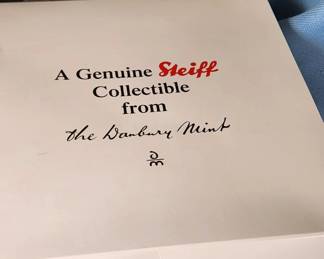 A Genuine Steiff
Collectible
from
The Danbury Mint